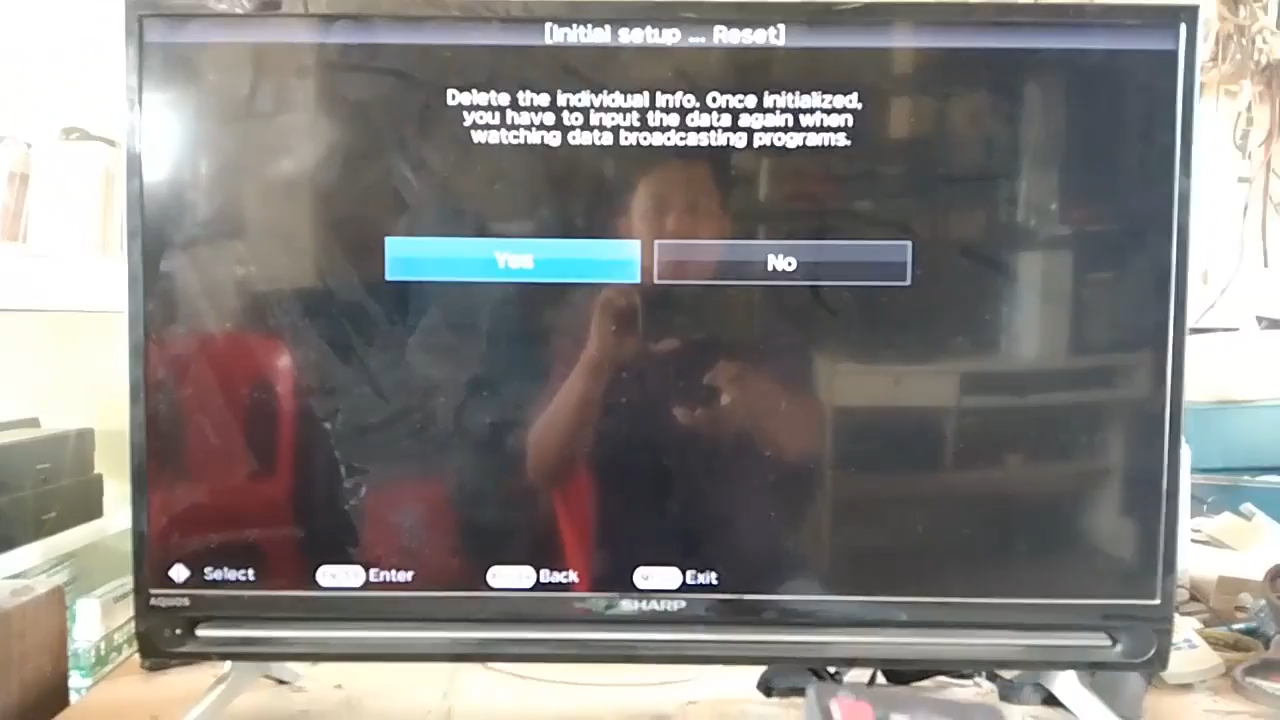 [Initial setup ... Reset]
Delete the individual info. Once initialized,
you have to input the data again when
watching data broadcasting programs.
Yes
No
Select
Enter
Back
Exit
AQUOS
SHARP